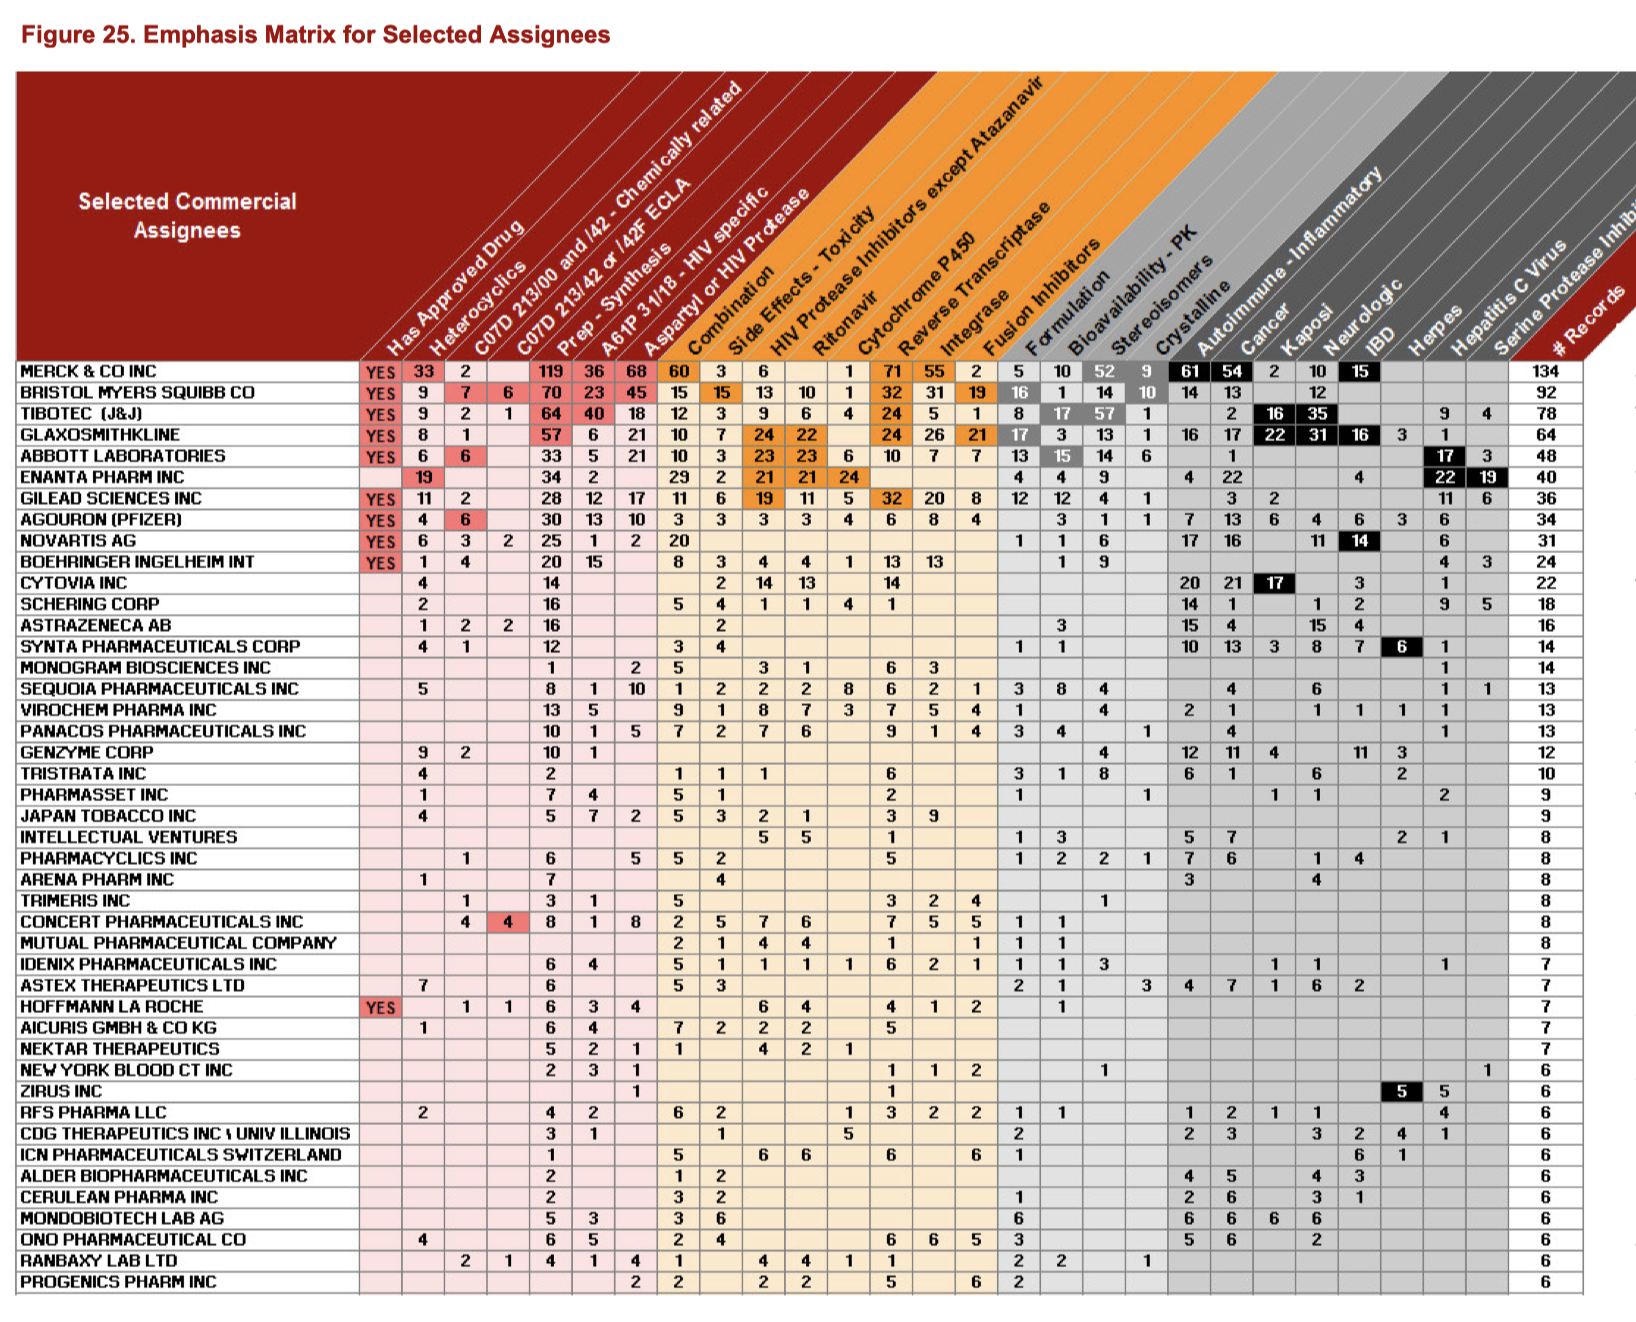 Figure 25. Emphasis Matrix for Selected Assignees
Selected Commercial
Assignees
Has Approved Drug
Heterocyclics
C07D 213/00 and /42 - Chemically related
C07D 213/42 or /42F ECLA
Prep - Synthesis
A61P 31/18 - HIV specific
Aspartyl or HIV Protease
Combination
Side Effects - Toxicity
HIV Protease Inhibitors except Atazanavir
Ritonavir
Cytochrome P450
Reverse Transcriptase
Integrase
Fusion Inhibitors
Formulation
Bioavailability - PK
Stereoisomers
Crystalline
Autoimmune - Inflammatory
Cancer
Kaposi
Neurologic
IBD
Herpes
Hepatitis C Virus
Serine Protease Inhibi
# Records
MERCK & CO INC YES 33 2 119 36 68 60 3 6 1 71 55 2 5 10 52 9 61 54 2 10 15 134
BRISTOL MYERS SQUIBB CO YES 9 7 6 70 23 45 15 15 13 10 1 32 31 19 16 1 14 10 14 13 12 92
TIBOTEC (J&J) YES 9 2 1 64 40 18 12 3 9 6 4 24 5 1 8 17 57 1 2 16 35 9 4 78
GLAXOSMITHKLINE YES 8 1 57 6 21 10 7 24 22 24 26 21 17 3 13 1 16 17 22 31 16 3 1 64
ABBOTT LABORATORIES YES 6 6 33 5 21 10 3 23 23 6 10 7 7 13 15 14 6 1 17 3 48
ENANTA PHARM INC 19 34 2 29 2 21 21 24 4 4 9 4 22 4 22 19 40
GILEAD SCIENCES INC YES 11 2 28 12 17 11 6 19 11 5 32 20 8 12 12 4 1 3 2 11 6 36
AGOURON (PFIZER) YES 4 6 30 13 10 3 3 3 3 4 6 8 4 3 1 1 7 13 6 4 6 3 6 34
NOVARTIS AG YES 6 3 2 25 1 2 20 1 1 6 17 16 11 14 6 31
BOEHRINGER INGELHEIM INT YES 1 4 20 15 8 3 4 4 1 13 13 1 9 4 3 24
CYTOVIA INC 4 14 2 14 13 14 20 21 17 3 1 22
SCHERING CORP 2 16 5 4 1 1 4 1 14 1 1 2 9 5 18
ASTRAZENECA AB 1 2 2 16 2 3 15 4 15 4 16
SYNTA PHARMACEUTICALS CORP 4 1 12 3 4 1 1 10 13 3 8 7 6 1 14
MONOGRAM BIOSCIENCES INC 1 2 5 3 1 6 3 1 14
SEQUOIA PHARMACEUTICALS INC 5 8 1 10 1 2 2 2 8 6 2 1 3 8 4 4 6 1 1 13
VIROCHEM PHARMA INC 13 5 9 1 8 7 3 7 5 4 1 4 2 1 1 1 1 1 13
PANACOS PHARMACEUTICALS INC 10 1 5 7 2 7 6 9 1 4 3 4 1 4 1 13
GENZYME CORP 9 2 10 1 4 12 11 4 11 3 12
TRISTRATA INC 4 2 1 1 1 6 3 1 8 6 1 6 2 10
PHARMASSET INC 1 7 4 5 1 2 1 1 1 1 2 9
JAPAN TOBACCO INC 4 5 7 2 5 3 2 1 3 9 9
INTELLECTUAL VENTURES 5 5 1 1 3 5 7 2 1 8
PHARMACYCLICS INC 1 6 5 5 2 5 1 2 2 1 7 6 1 4 8
ARENA PHARM INC 1 7 4 3 4 8
TRIMERIS INC 1 3 1 5 3 2 4 1 8
CONCERT PHARMACEUTICALS INC 4 4 8 1 8 2 5 7 6 7 5 5 1 1 8
MUTUAL PHARMACEUTICAL COMPANY 2 1 4 4 1 1 1 1 8
IDENIX PHARMACEUTICALS INC 6 4 5 1 1 1 1 6 2 1 1 1 3 1 1 1 7
ASTEX THERAPEUTICS LTD 7 6 5 3 2 1 3 4 7 1 6 2 7
HOFFMANN LA ROCHE YES 1 1 6 3 4 6 4 4 1 2 1 7
AICURIS GMBH & CO KG 1 6 4 7 2 2 2 5 7
NEKTAR THERAPEUTICS 5 2 1 1 4 2 1 7
NEW YORK BLOOD CT INC 2 3 1 1 1 2 1 1 6
ZIRUS INC 1 1 5 5 6
RFS PHARMA LLC 2 4 2 6 2 1 3 2 2 1 1 1 2 1 1 4 6
CDG THERAPEUTICS INC \ UNIV ILLINOIS 3 1 1 5 2 2 3 3 2 4 1 6
ICN PHARMACEUTICALS SWITZERLAND 1 5 6 6 6 6 1 6 1 6
ALDER BIOPHARMACEUTICALS INC 2 1 2 4 5 4 3 6
CERULEAN PHARMA INC 2 3 2 1 2 6 3 1 6
MONDOBIOTECH LAB AG 5 3 3 6 6 6 6 6 6 6
ONO PHARMACEUTICAL CO 4 6 5 2 4 6 6 5 3 5 6 2 6
RANBAXY LAB LTD 2 1 4 1 4 1 4 4 1 1 2 2 1 6
PROGENICS PHARM INC 2 2 2 2 5 6 2 6